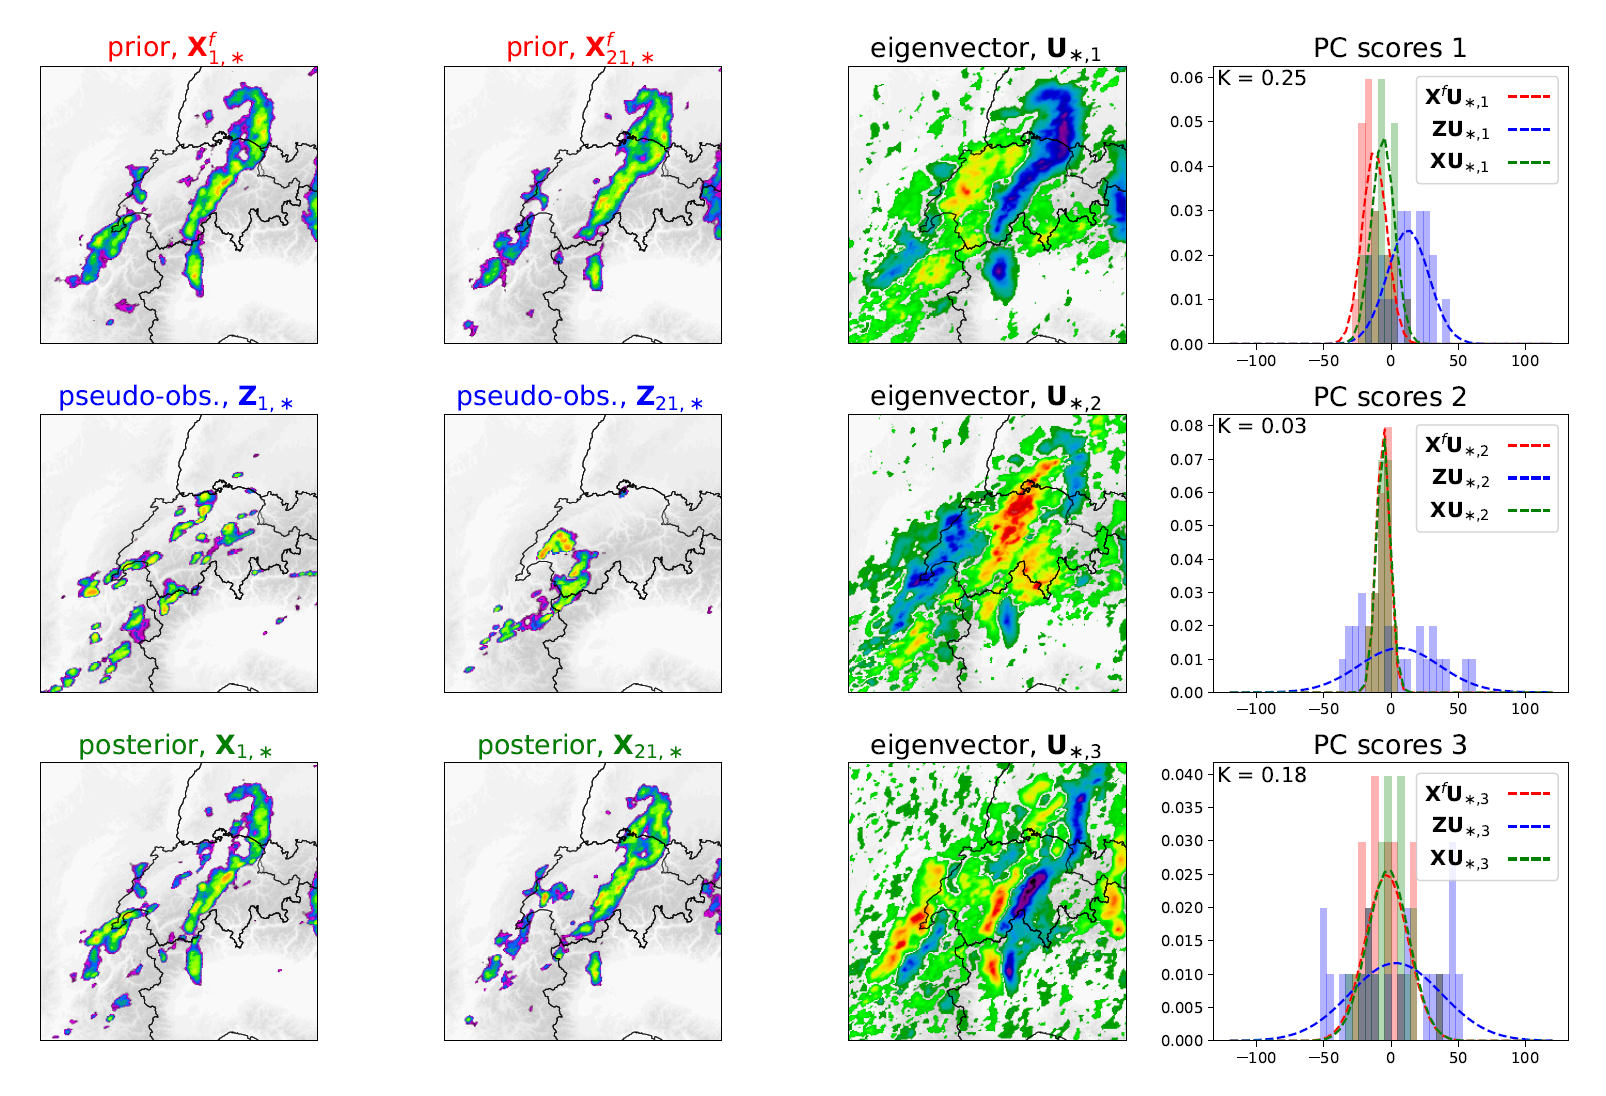 prior, X^f_{1,∗}
prior, X^f_{21,∗}
eigenvector, U_{∗,1}
PC scores 1
K = 0.25
X^fU_{∗,1}
ZU_{∗,1}
XU_{∗,1}
0.06
0.05
0.04
0.03
0.02
0.01
0.00
−100 −50 0 50 100
pseudo-obs., Z_{1,∗}
pseudo-obs., Z_{21,∗}
eigenvector, U_{∗,2}
PC scores 2
K = 0.03
X^fU_{∗,2}
ZU_{∗,2}
XU_{∗,2}
0.08
0.07
0.06
0.05
0.04
0.03
0.02
0.01
0.00
−100 −50 0 50 100
posterior, X_{1,∗}
posterior, X_{21,∗}
eigenvector, U_{∗,3}
PC scores 3
K = 0.18
X^fU_{∗,3}
ZU_{∗,3}
XU_{∗,3}
0.040
0.035
0.030
0.025
0.020
0.015
0.010
0.005
0.000
−100 −50 0 50 100